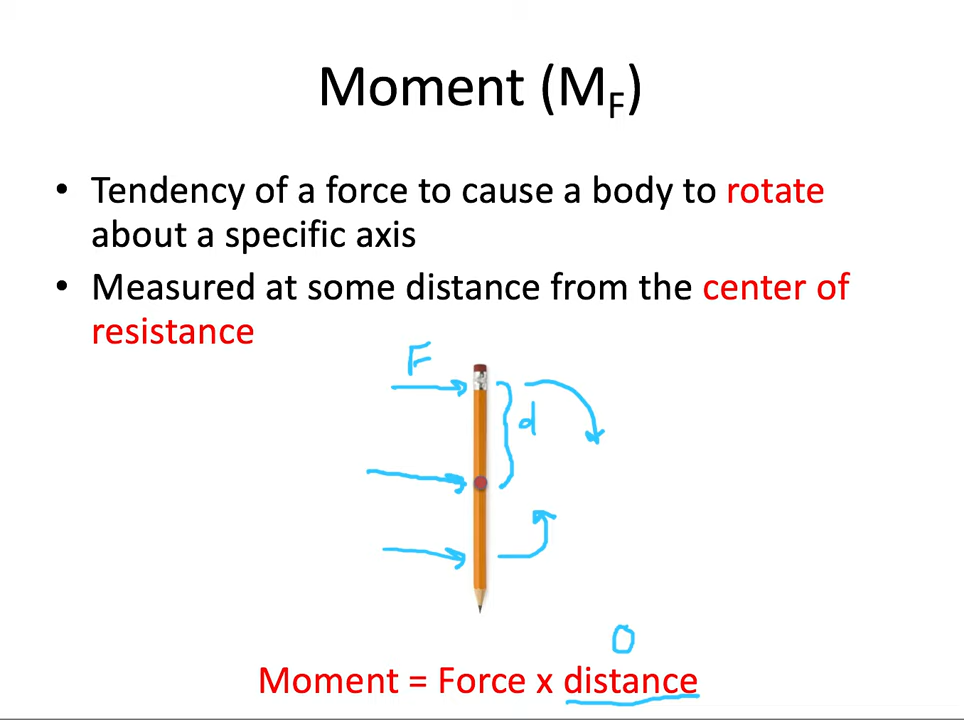 Moment (MF)
• Tendency of a force to cause a body to rotate
about a specific axis
• Measured at some distance from the center of
resistance
F
d
0
Moment = Force x distance